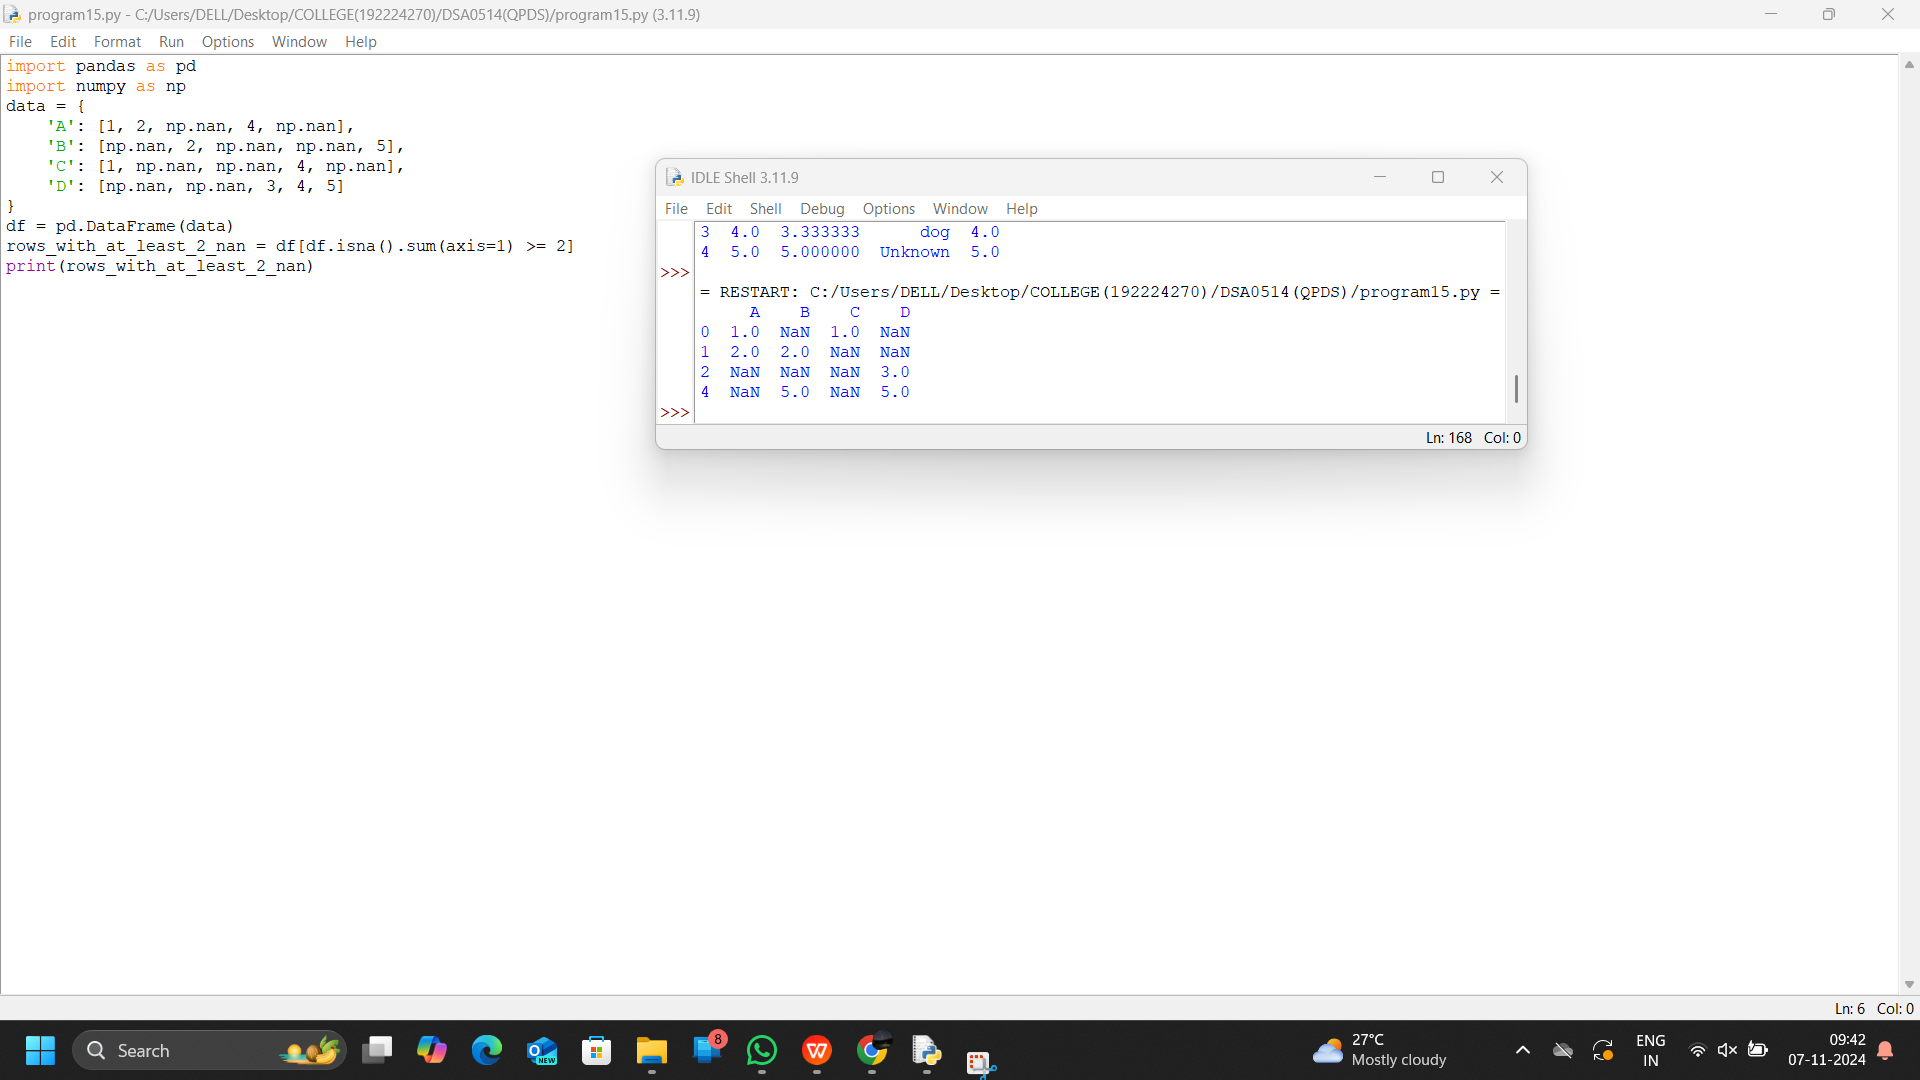 program15.py - C:/Users/DELL/Desktop/COLLEGE(192224270)/DSA0514(QPDS)/program15.py (3.11.9)
File Edit Format Run Options Window Help
import pandas as pd
import numpy as np
data = {
    'A': [1, 2, np.nan, 4, np.nan],
    'B': [np.nan, 2, np.nan, np.nan, 5],
    'C': [1, np.nan, np.nan, 4, np.nan],
    'D': [np.nan, np.nan, 3, 4, 5]
}
df = pd.DataFrame(data)
rows_with_at_least_2_nan = df[df.isna().sum(axis=1) >= 2]
print(rows_with_at_least_2_nan)
IDLE Shell 3.11.9
File Edit Shell Debug Options Window Help
3  4.0  3.333333      dog  4.0
4  5.0  5.000000  Unknown  5.0
>>>
= RESTART: C:/Users/DELL/Desktop/COLLEGE(192224270)/DSA0514(QPDS)/program15.py =
     A    B    C    D
0  1.0  NaN  1.0  NaN
1  2.0  2.0  NaN  NaN
2  NaN  NaN  NaN  3.0
4  NaN  5.0  NaN  5.0
>>>
Ln: 168 Col: 0
Ln: 6 Col: 0
Search
NEW
8
W
27°C
Mostly cloudy
ENG
IN
09:42
07-11-2024